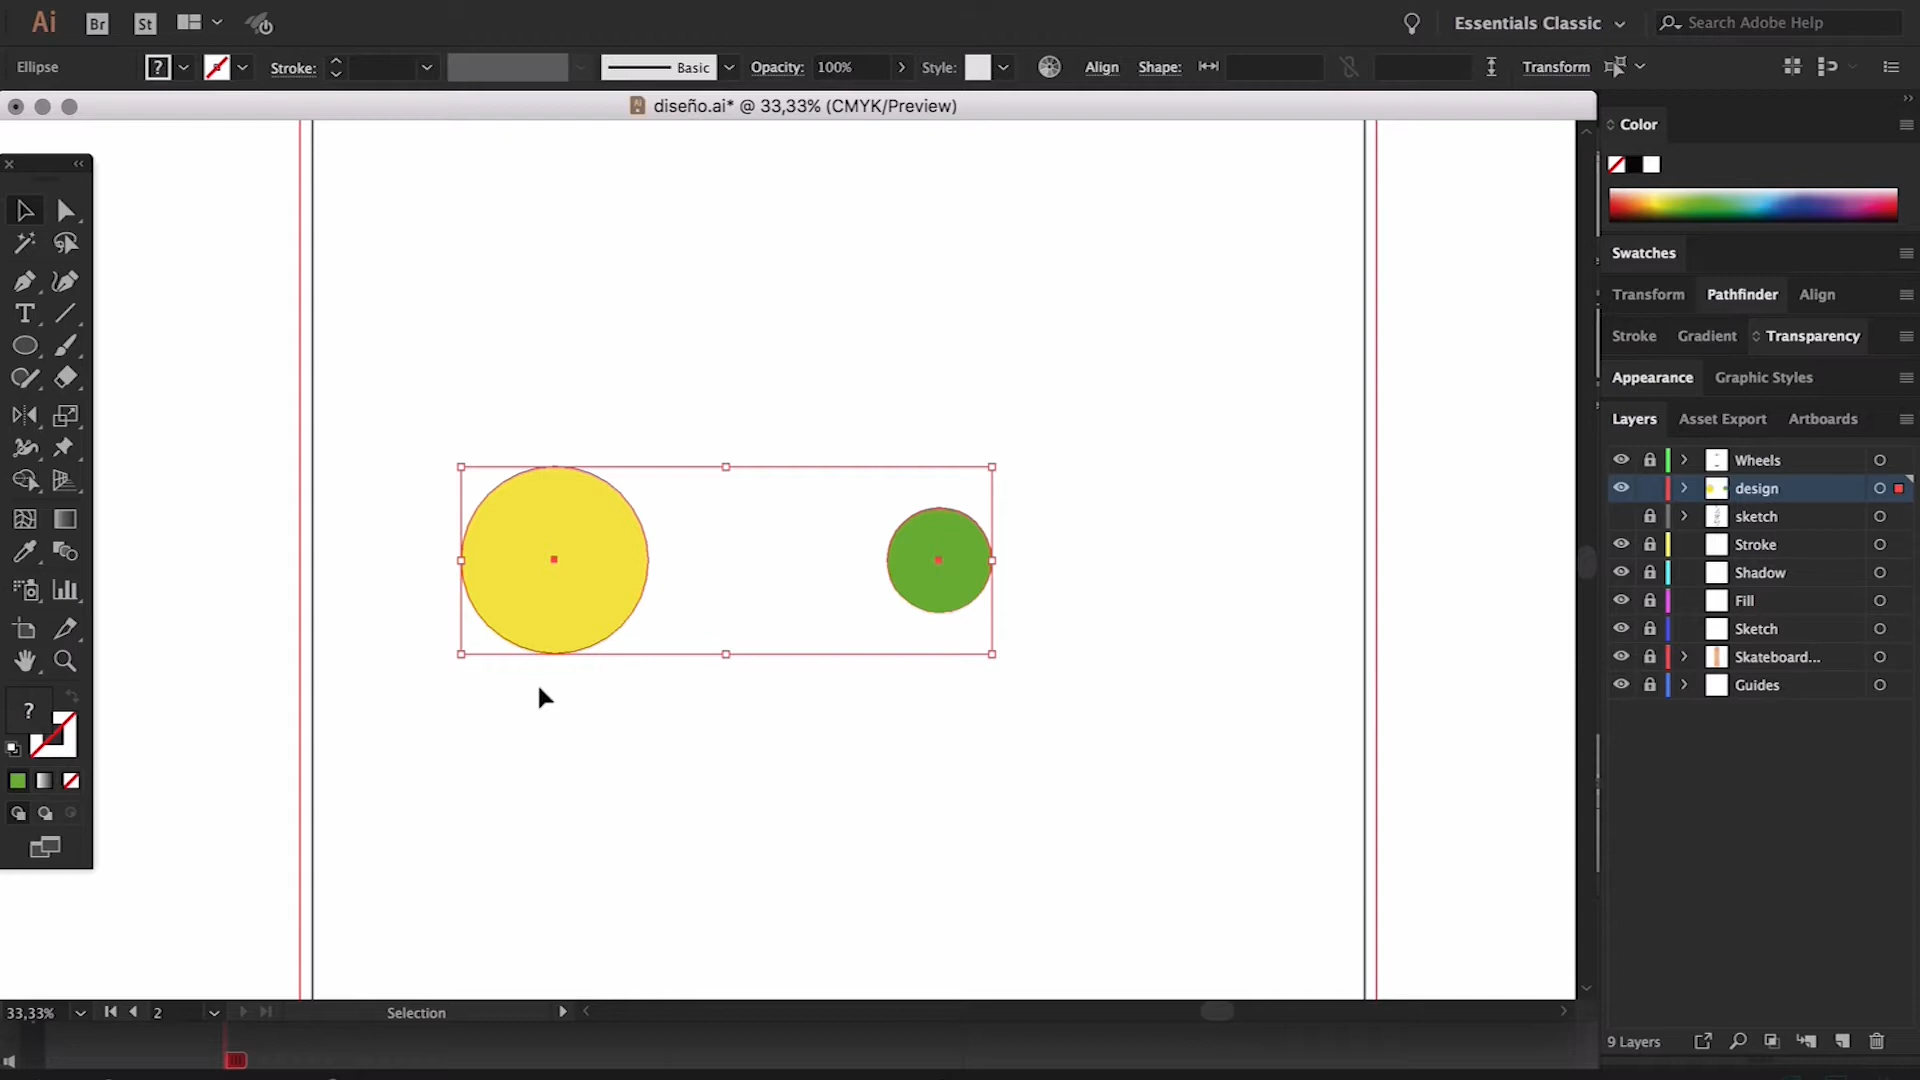 Ai Br St Essentials Classic Search Adobe Help
Ellipse ? Stroke: Basic Opacity: 100% Style: Align Shape: Transform
diseño.ai* @ 33,33% (CMYK/Preview)
Color
Swatches
Transform Pathfinder Align
Stroke Gradient Transparency
Appearance Graphic Styles
Layers Asset Export Artboards
Wheels
design
sketch
Stroke
Shadow
Fill
Sketch
Skateboard...
Guides
T
?
33,33% 2 Selection
9 Layers